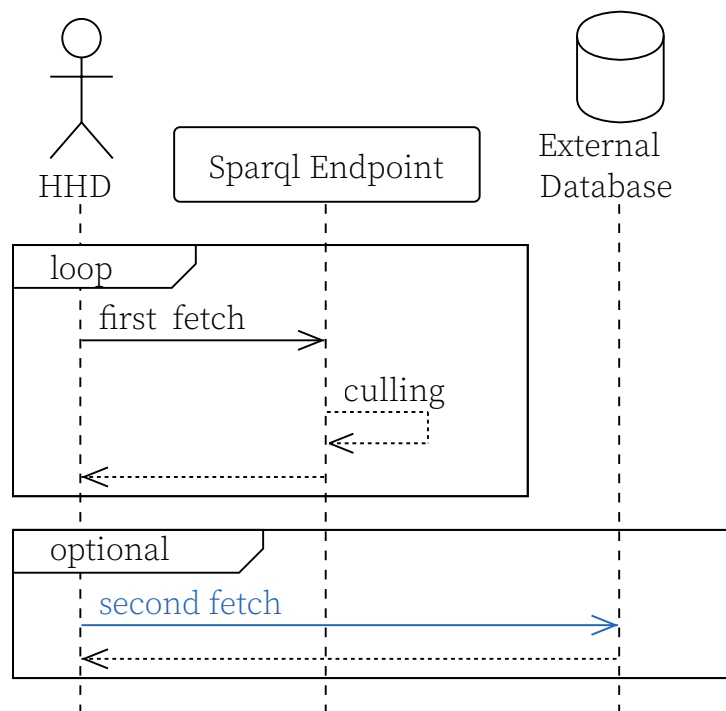 HHD
Sparql Endpoint
External
Database
loop
first fetch
culling
optional
second fetch